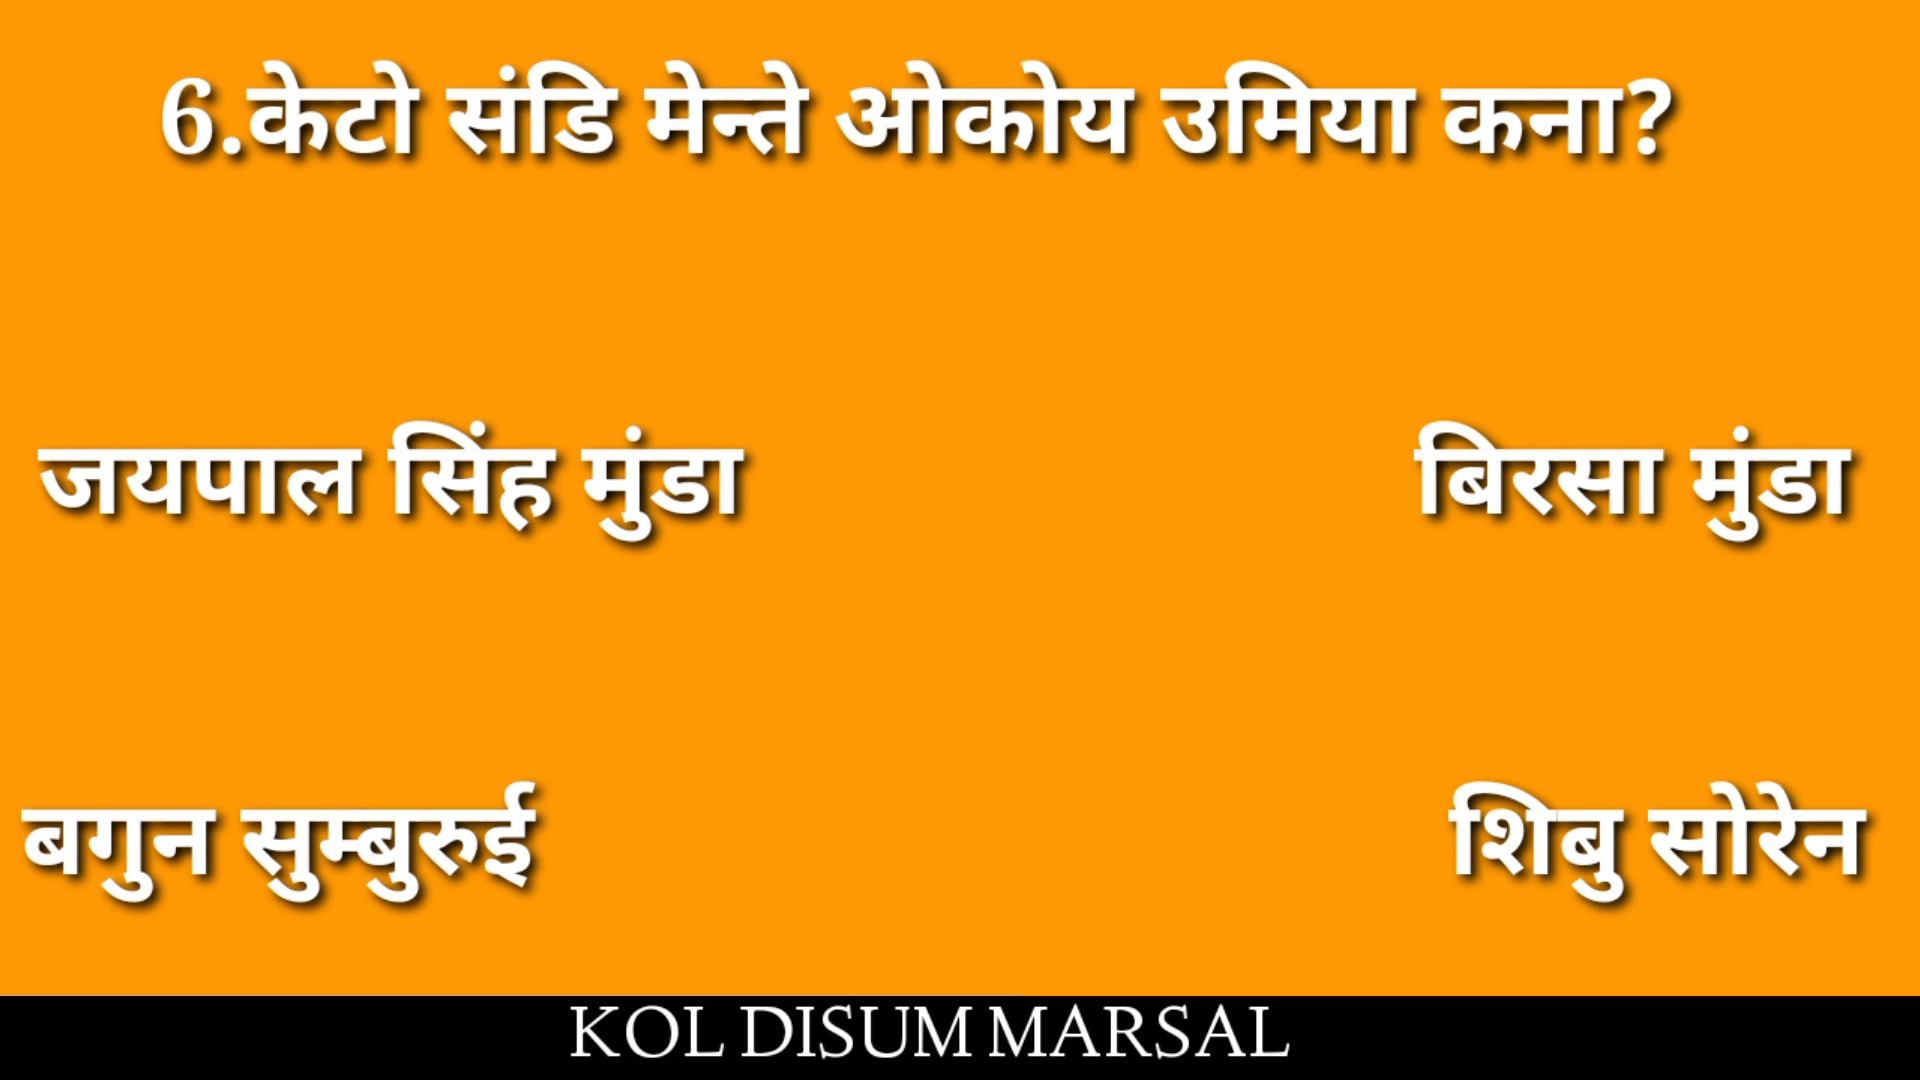 6.केटो संडि मेन्ते ओकोय उमिया कना?
जयपाल सिंह मुंडा
बिरसा मुंडा
बगुन सुम्बुरुई
शिबु सोरेन
KOL DISUM MARSAL